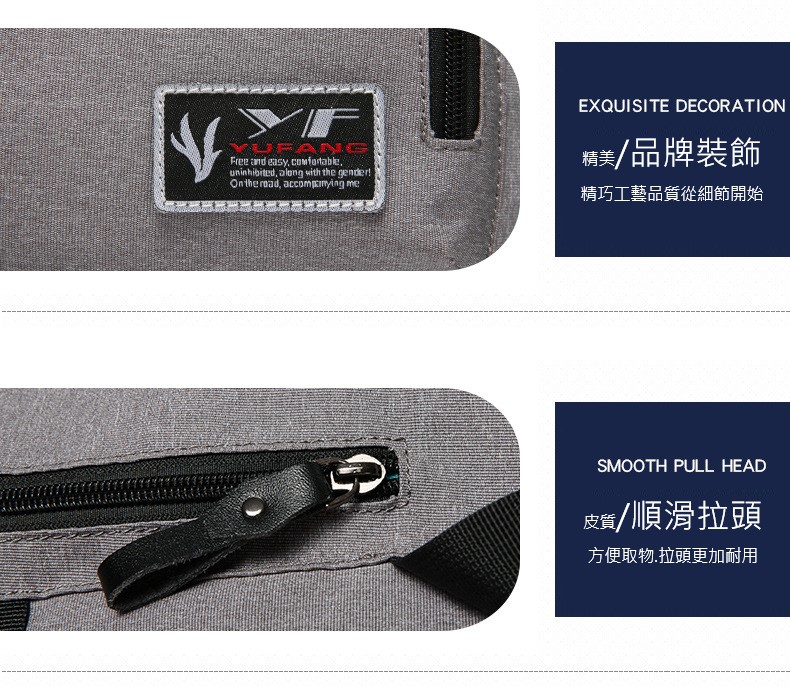 YF
YUFANG
Free and easy, comfortable,
uninhibited, along with the gender!
On the road, accompanying me
EXQUISITE DECORATION
精美/品牌裝飾
精巧工藝品質從細節開始
SMOOTH PULL HEAD
皮質/順滑拉頭
方便取物.拉頭更加耐用